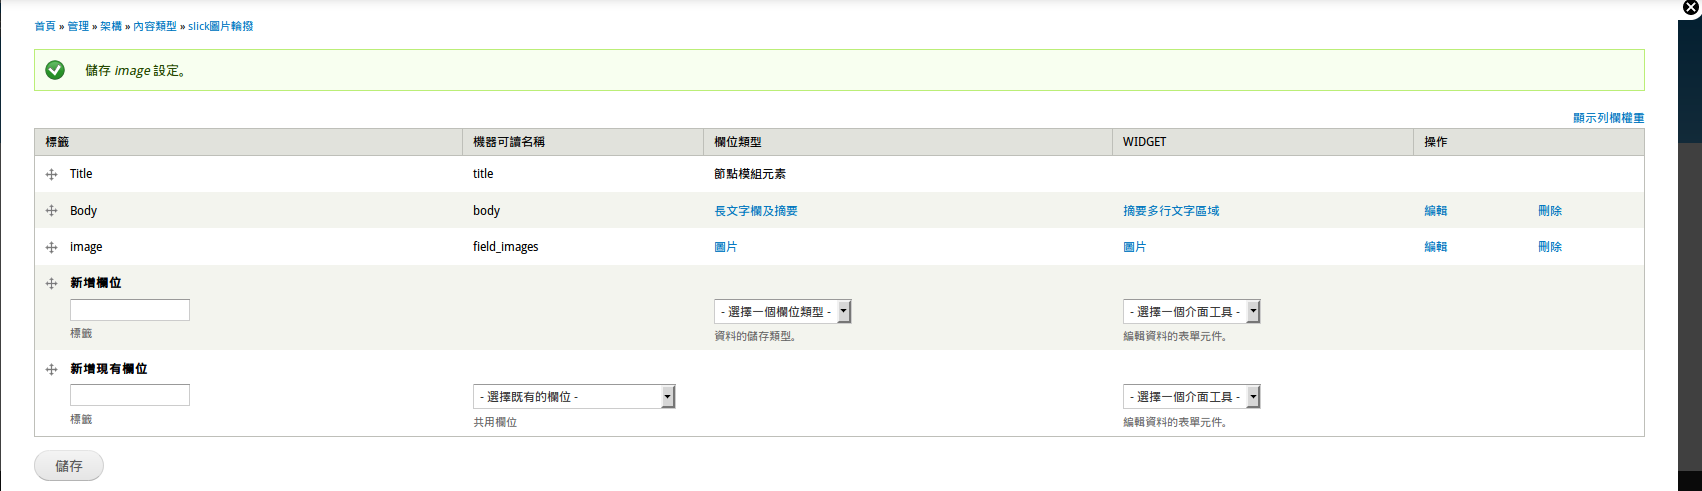 首頁 » 管理 » 架構 » 內容類型 » slick圖片輪撥
儲存 image 設定。
顯示列欄權重
標籤 機器可讀名稱 欄位類型 WIDGET 操作
Title title 節點模組元素
Body body 長文字欄及摘要 摘要多行文字區域 編輯 刪除
image field_images 圖片 圖片 編輯 刪除
新增欄位
- 選擇一個欄位類型 - - 選擇一個介面工具 -
標籤 資料的儲存類型。 編輯資料的表單元件。
新增現有欄位
- 選擇既有的欄位 - - 選擇一個介面工具 -
標籤 共用欄位 編輯資料的表單元件。
儲存